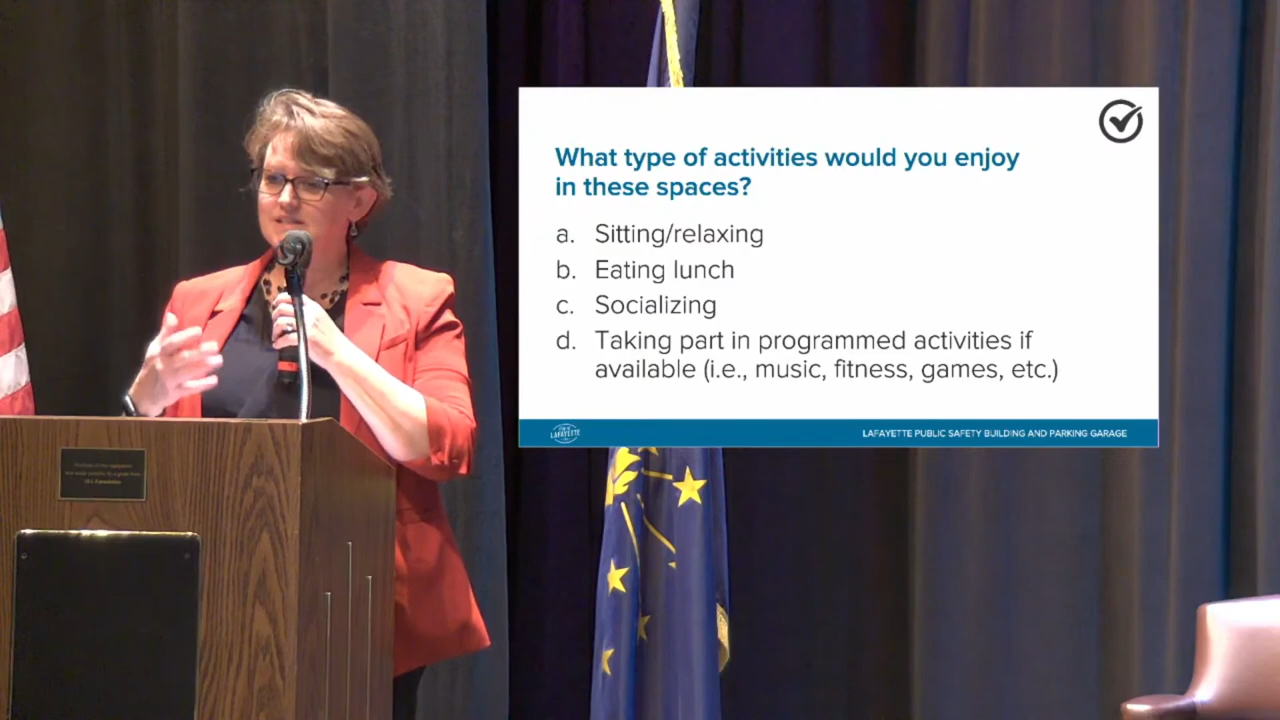 What type of activities would you enjoy
in these spaces?
a. Sitting/relaxing
b. Eating lunch
c. Socializing
d. Taking part in programmed activities if
available (i.e., music, fitness, games, etc.)
LAFAYETTE
LAFAYETTE PUBLIC SAFETY BUILDING AND PARKING GARAGE